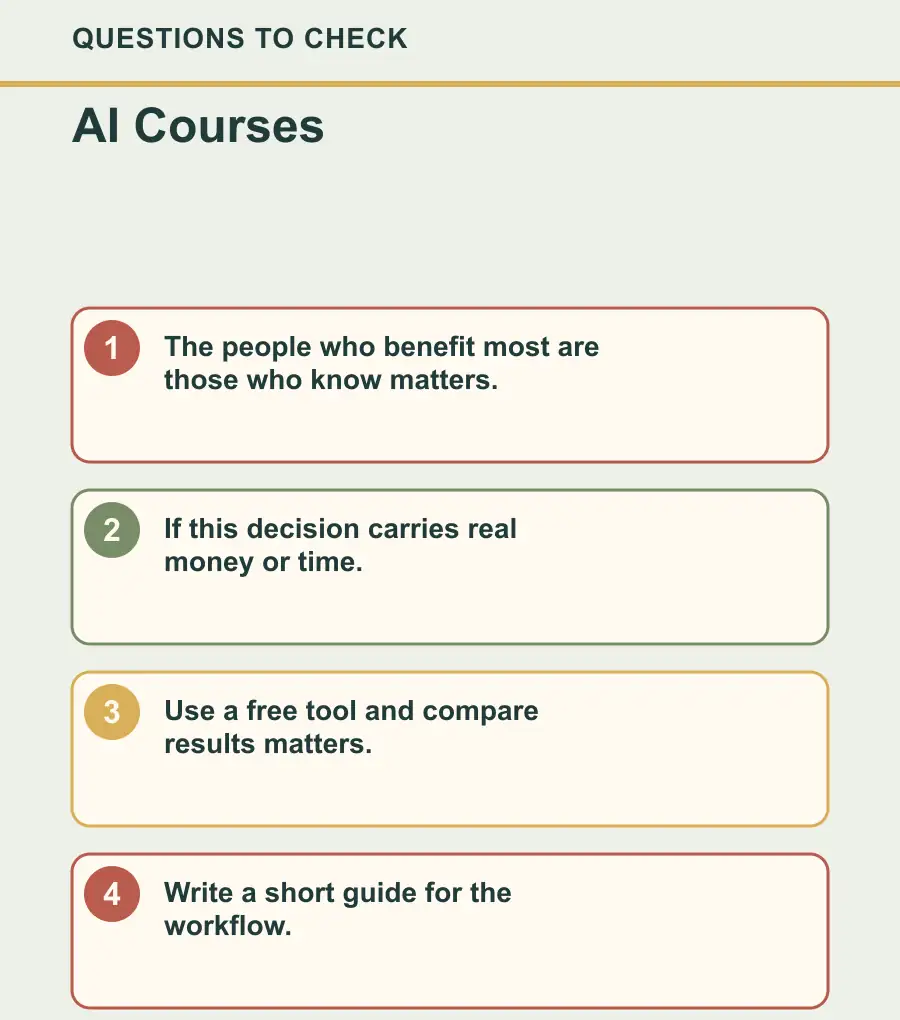 QUESTIONS TO CHECK
AI Courses
1
The people who benefit most are
those who know matters.
2
If this decision carries real
money or time.
3
Use a free tool and compare
results matters.
4
Write a short guide for the
workflow.